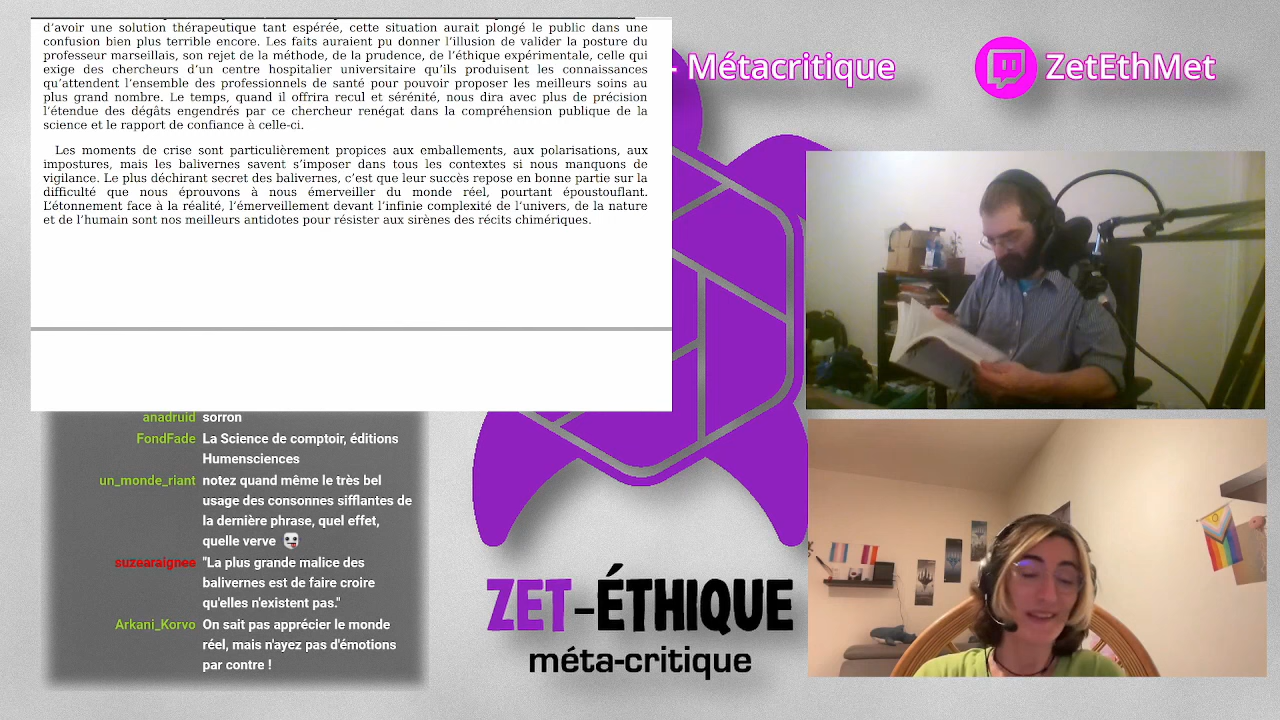 d’avoir une solution thérapeutique tant espérée, cette situation aurait plongé le public dans une
confusion bien plus terrible encore. Les faits auraient pu donner l’illusion de valider la posture du
professeur marseillais, son rejet de la méthode, de la prudence, de l’éthique expérimentale, celle qui
exige des chercheurs d’un centre hospitalier universitaire qu’ils produisent les connaissances
qu’attendent l’ensemble des professionnels de santé pour pouvoir proposer les meilleurs soins au
plus grand nombre. Le temps, quand il offrira recul et sérénité, nous dira avec plus de précision
l’étendue des dégâts engendrés par ce chercheur renégat dans la compréhension publique de la
science et le rapport de confiance à celle-ci.
Les moments de crise sont particulièrement propices aux emballements, aux polarisations, aux
impostures, mais les balivernes savent s’imposer dans tous les contextes si nous manquons de
vigilance. Le plus déchirant secret des balivernes, c’est que leur succès repose en bonne partie sur la
difficulté que nous éprouvons à nous émerveiller du monde réel, pourtant époustouflant.
L’étonnement face à la réalité, l’émerveillement devant l’infinie complexité de l’univers, de la nature
et de l’humain sont nos meilleurs antidotes pour résister aux sirènes des récits chimériques.
- Métacritique
ZetEthMet
anadruid sorron
FondFade La Science de comptoir, éditions
Humensciences
un_monde_riant notez quand même le très bel
usage des consonnes sifflantes de
la dernière phrase, quel effet,
quelle verve
suzearaignee "La plus grande malice des
balivernes est de faire croire
qu'elles n'existent pas."
Arkani_Korvo On sait pas apprécier le monde
réel, mais n'ayez pas d'émotions
par contre !
ZET-ÉTHIQUE
méta-critique